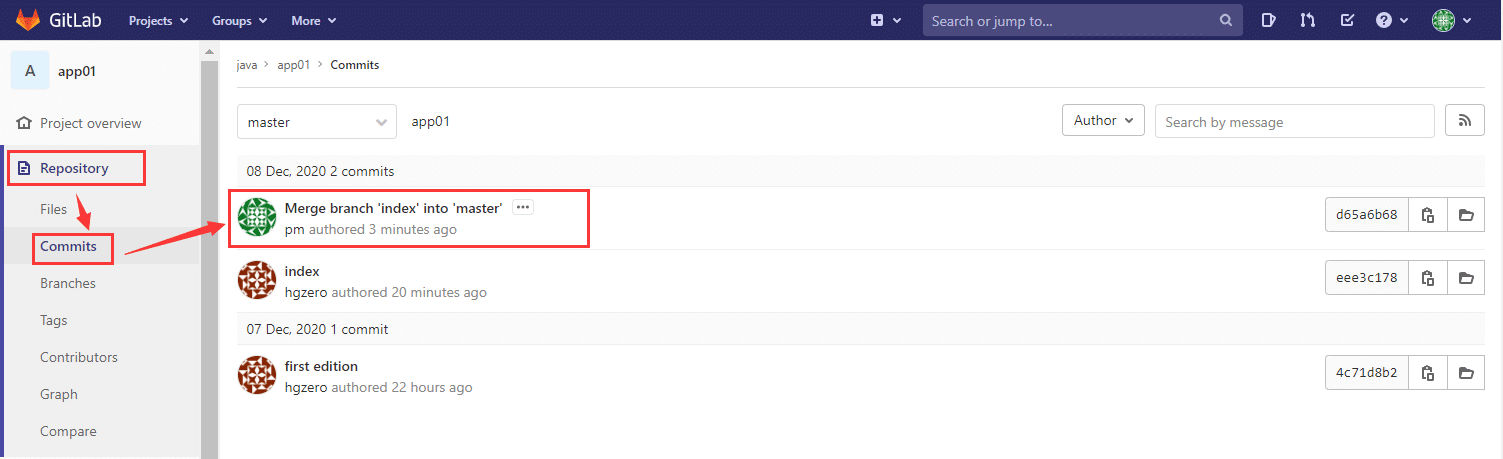 GitLab Projects Groups More Search or jump to...
A app01
java > app01 > Commits
Project overview
master app01 Author Search by message
Repository
08 Dec, 2020 2 commits
Files
Merge branch 'index' into 'master' ... d65a6b68
pm authored 3 minutes ago
Commits
index eee3c178
Branches
hgzero authored 20 minutes ago
Tags
07 Dec, 2020 1 commit
Contributors
first edition 4c71d8b2
hgzero authored 22 hours ago
Graph
Compare